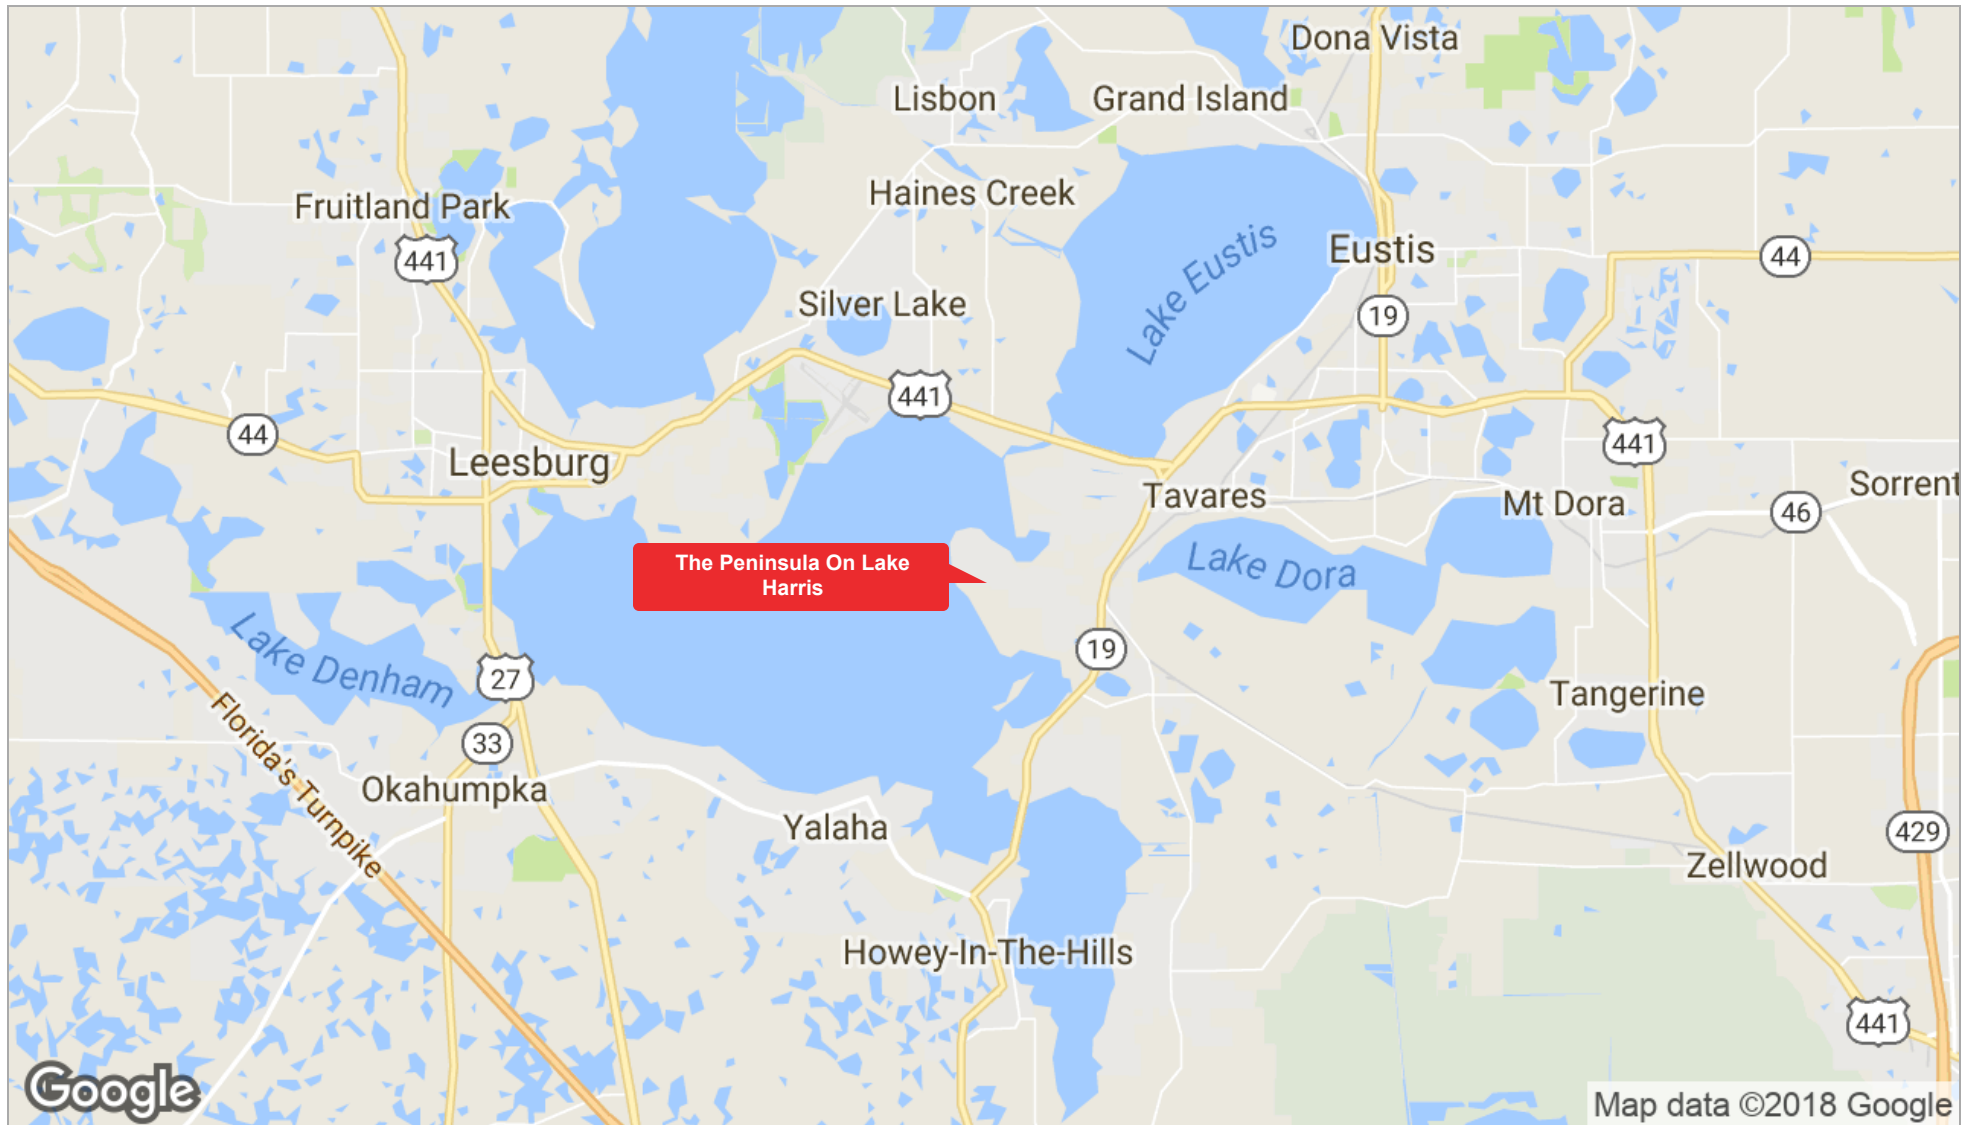 Dona Vista
Lisbon
Grand Island
Haines Creek
Fruitland Park
441
Lake Eustis
Eustis
44
Silver Lake
19
441
44
Leesburg
441
Tavares
Mt Dora
Sorrent
46
The Peninsula On Lake
Harris
Lake Dora
Lake Denham
19
27
Tangerine
Florida's Turnpike
33
Okahumpka
Yalaha
429
Zellwood
Howey-In-The-Hills
441
Google
Map data ©2018 Google